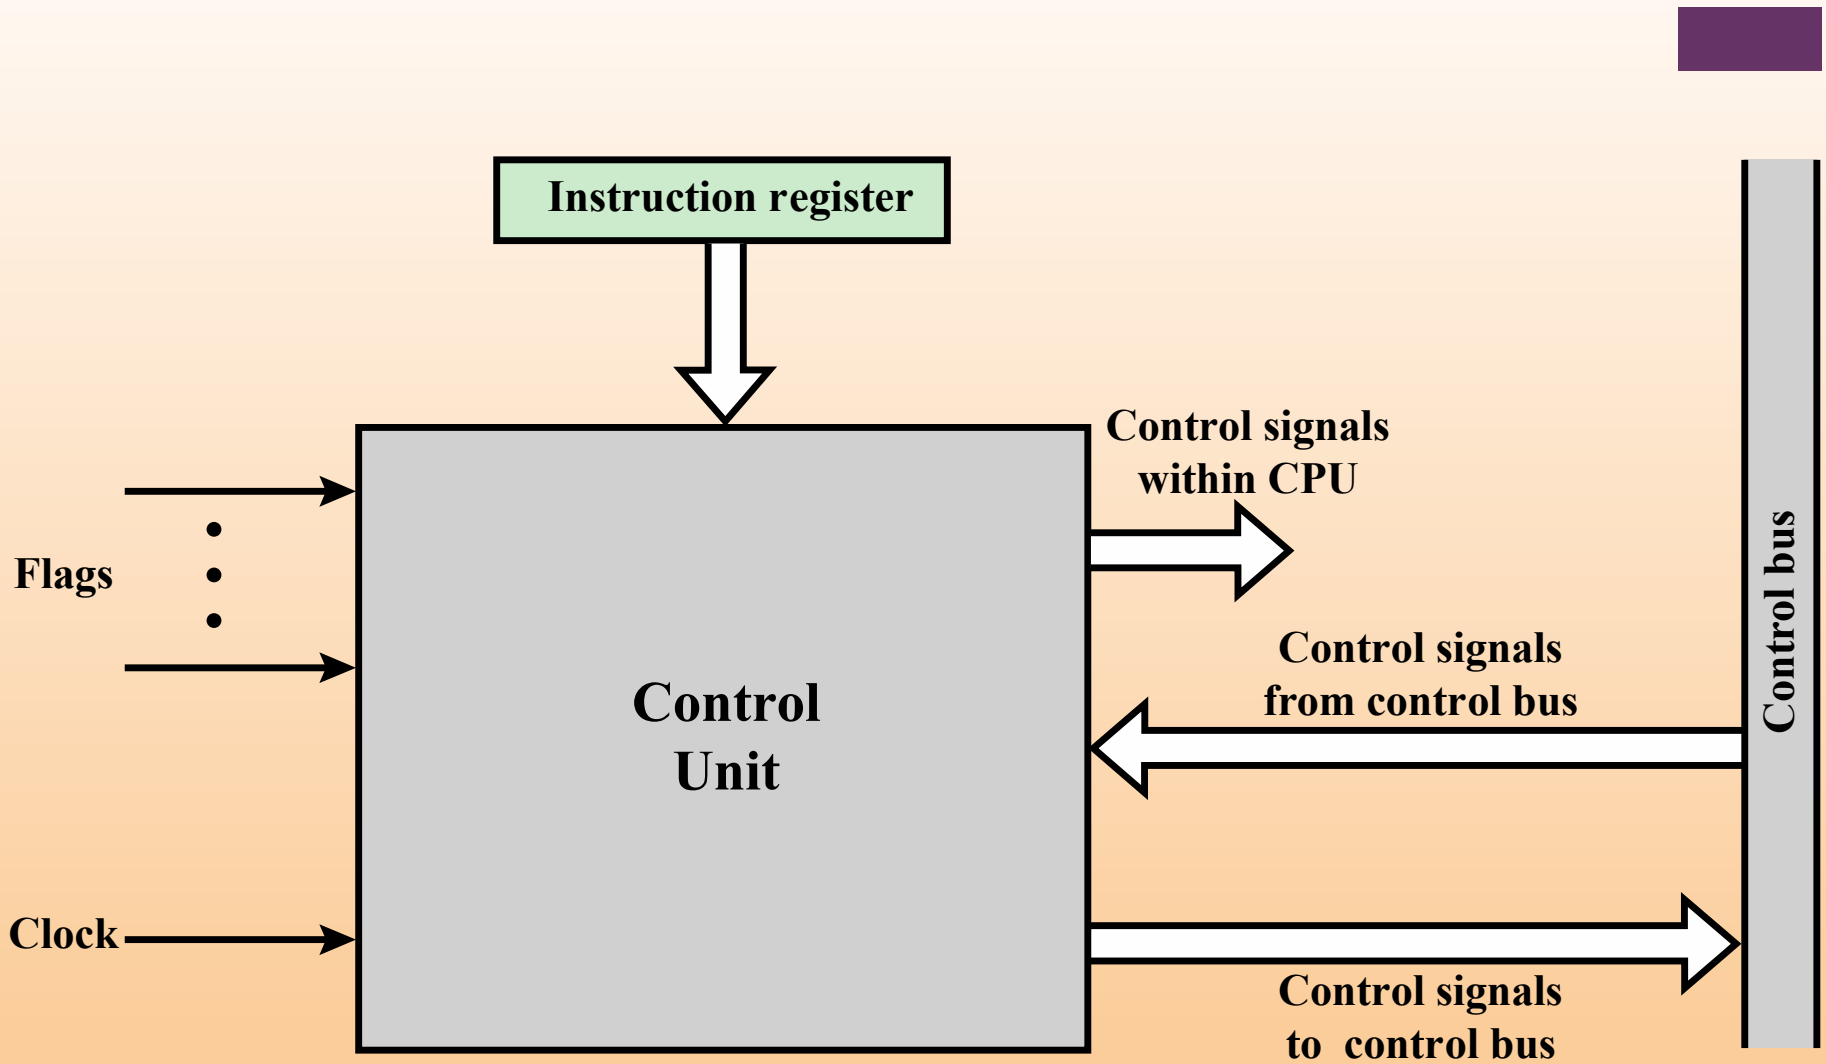 Instruction register
Control signals
within CPU
Flags
Control
Unit
Control signals
from control bus
Control bus
Clock
Control signals
to control bus